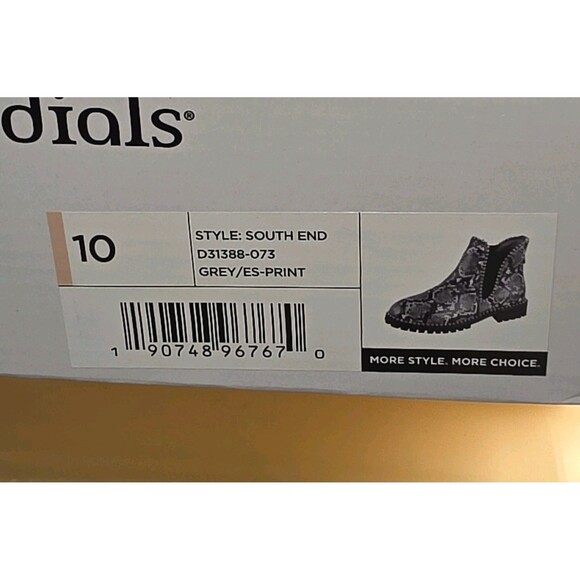 dials®
10
STYLE: SOUTH END
D31388-073
GREY/ES-PRINT
1 90748 96767 0
MORE STYLE. MORE CHOICE.